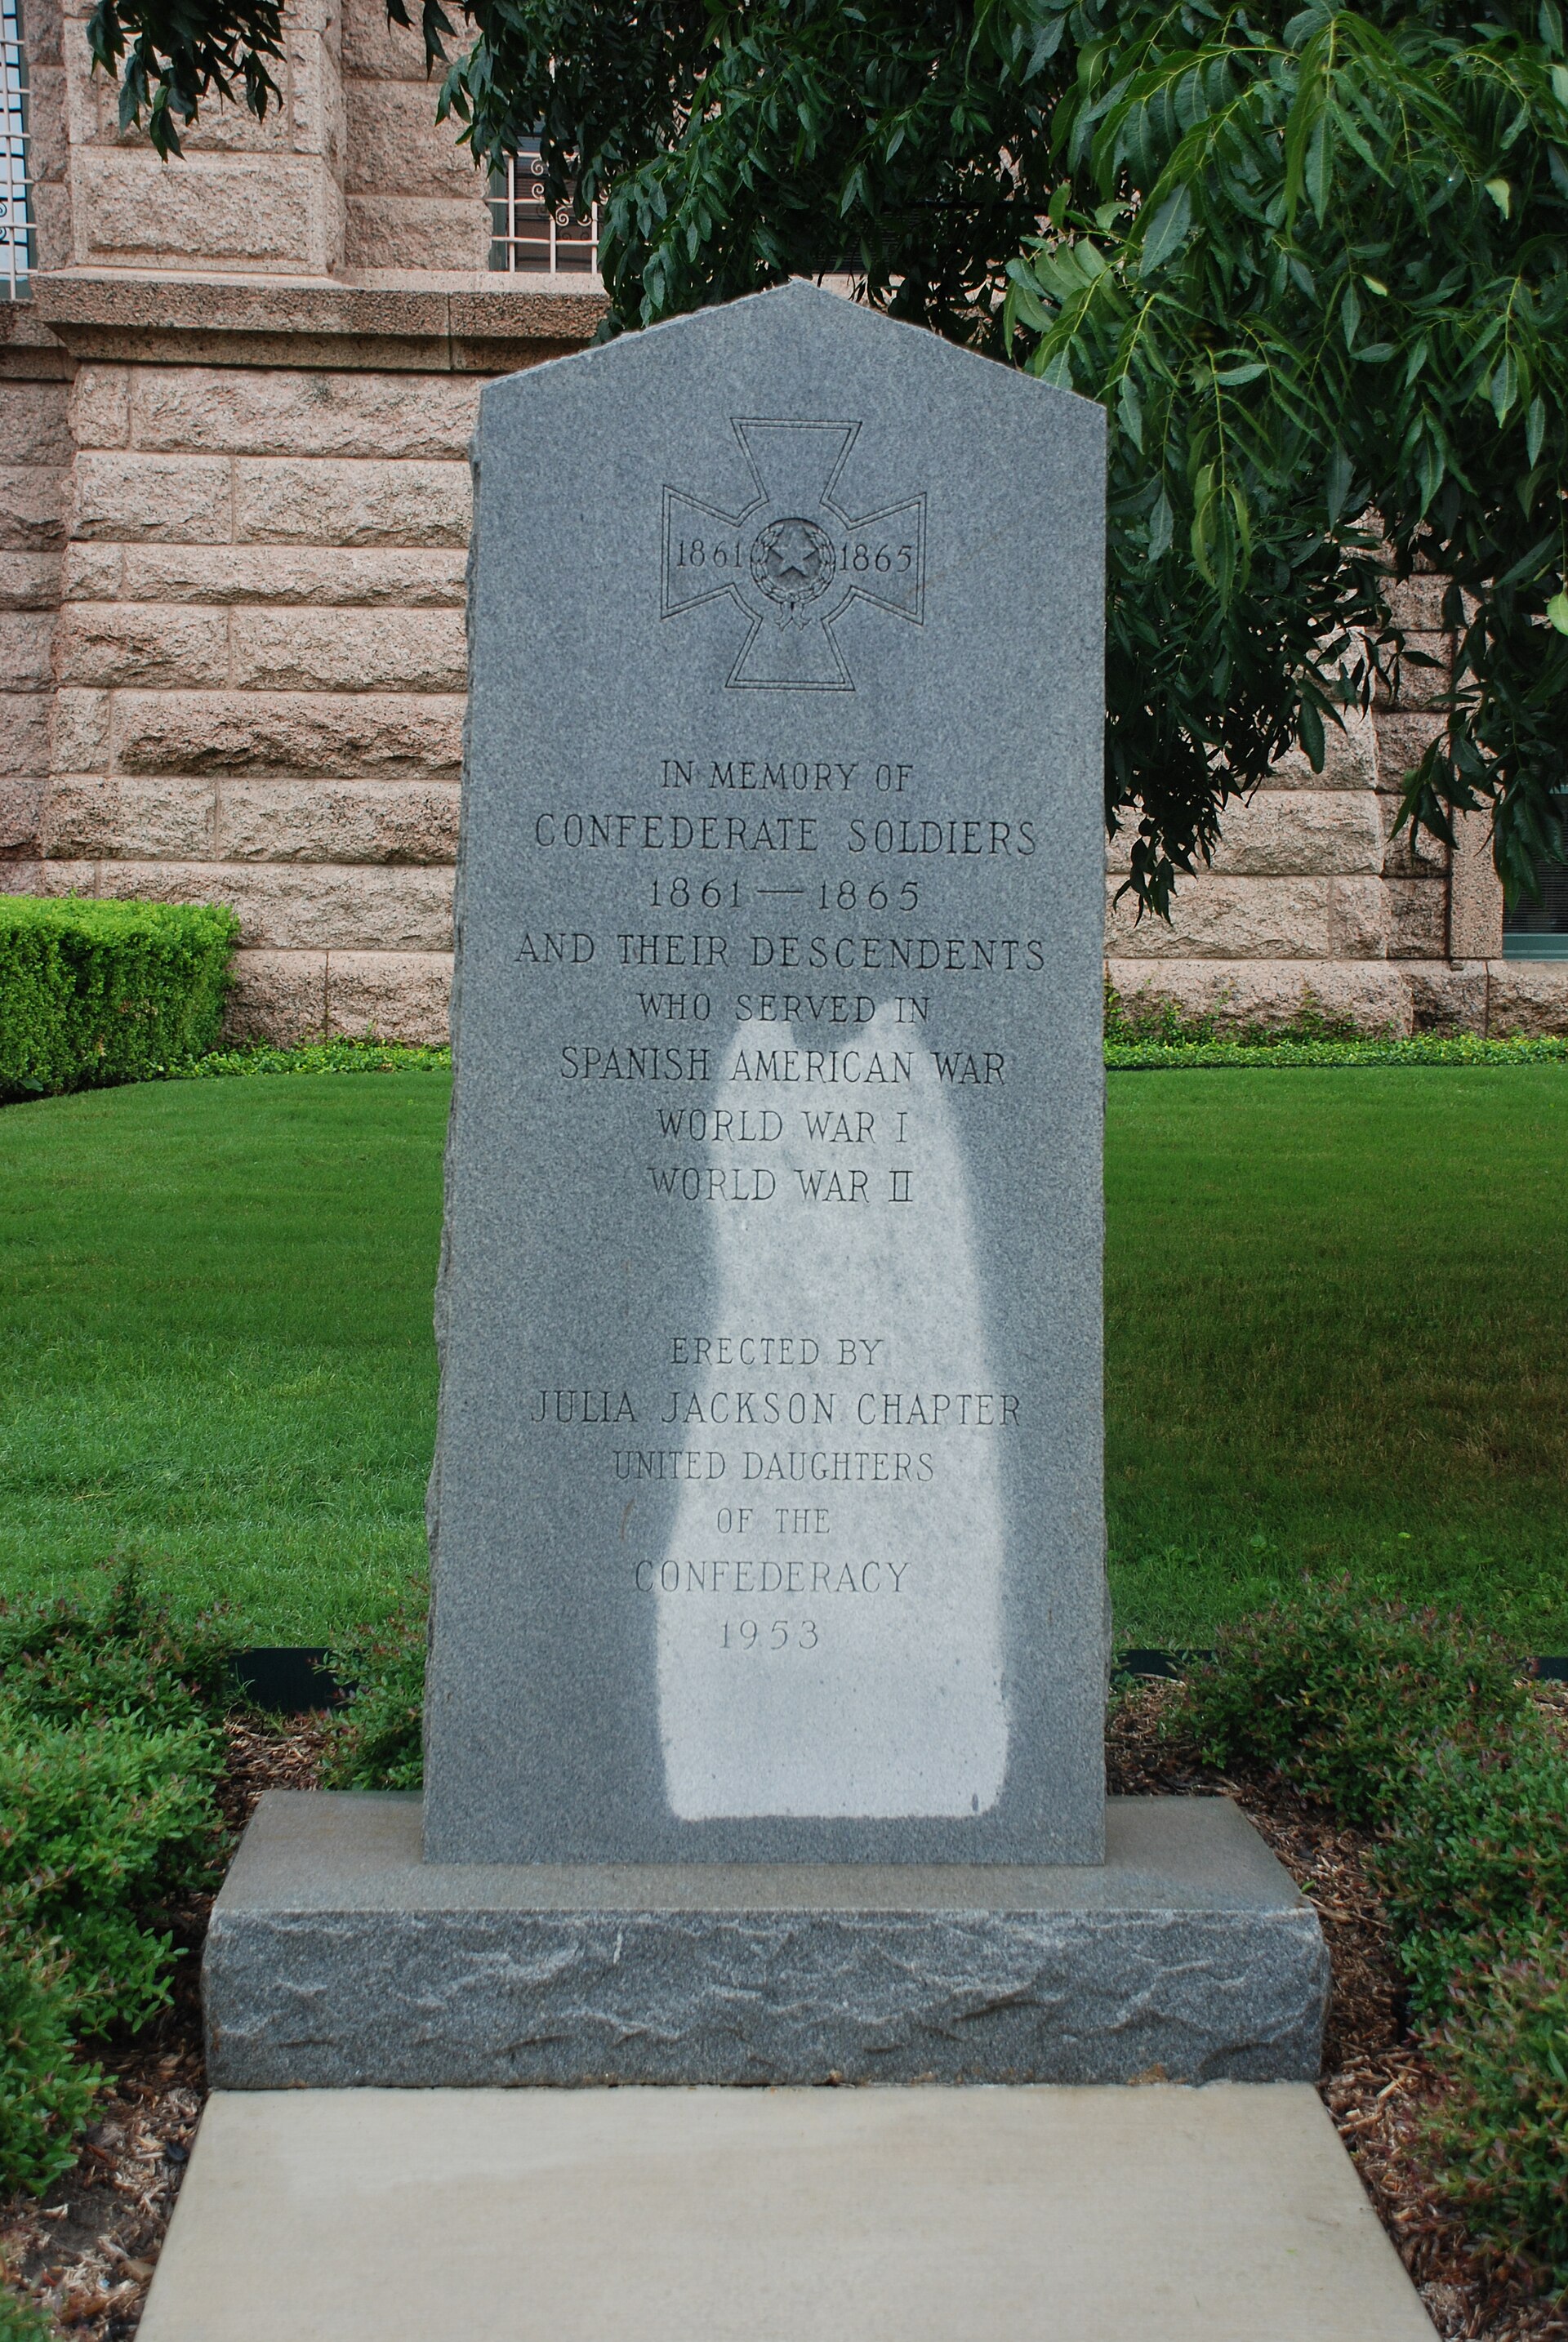 1861 1865
IN MEMORY OF
CONFEDERATE SOLDIERS
1861 — 1865
AND THEIR DESCENDENTS
WHO SERVED IN
SPANISH AMERICAN WAR
WORLD WAR I
WORLD WAR II
ERECTED BY
JULIA JACKSON CHAPTER
UNITED DAUGHTERS
OF THE
CONFEDERACY
1953